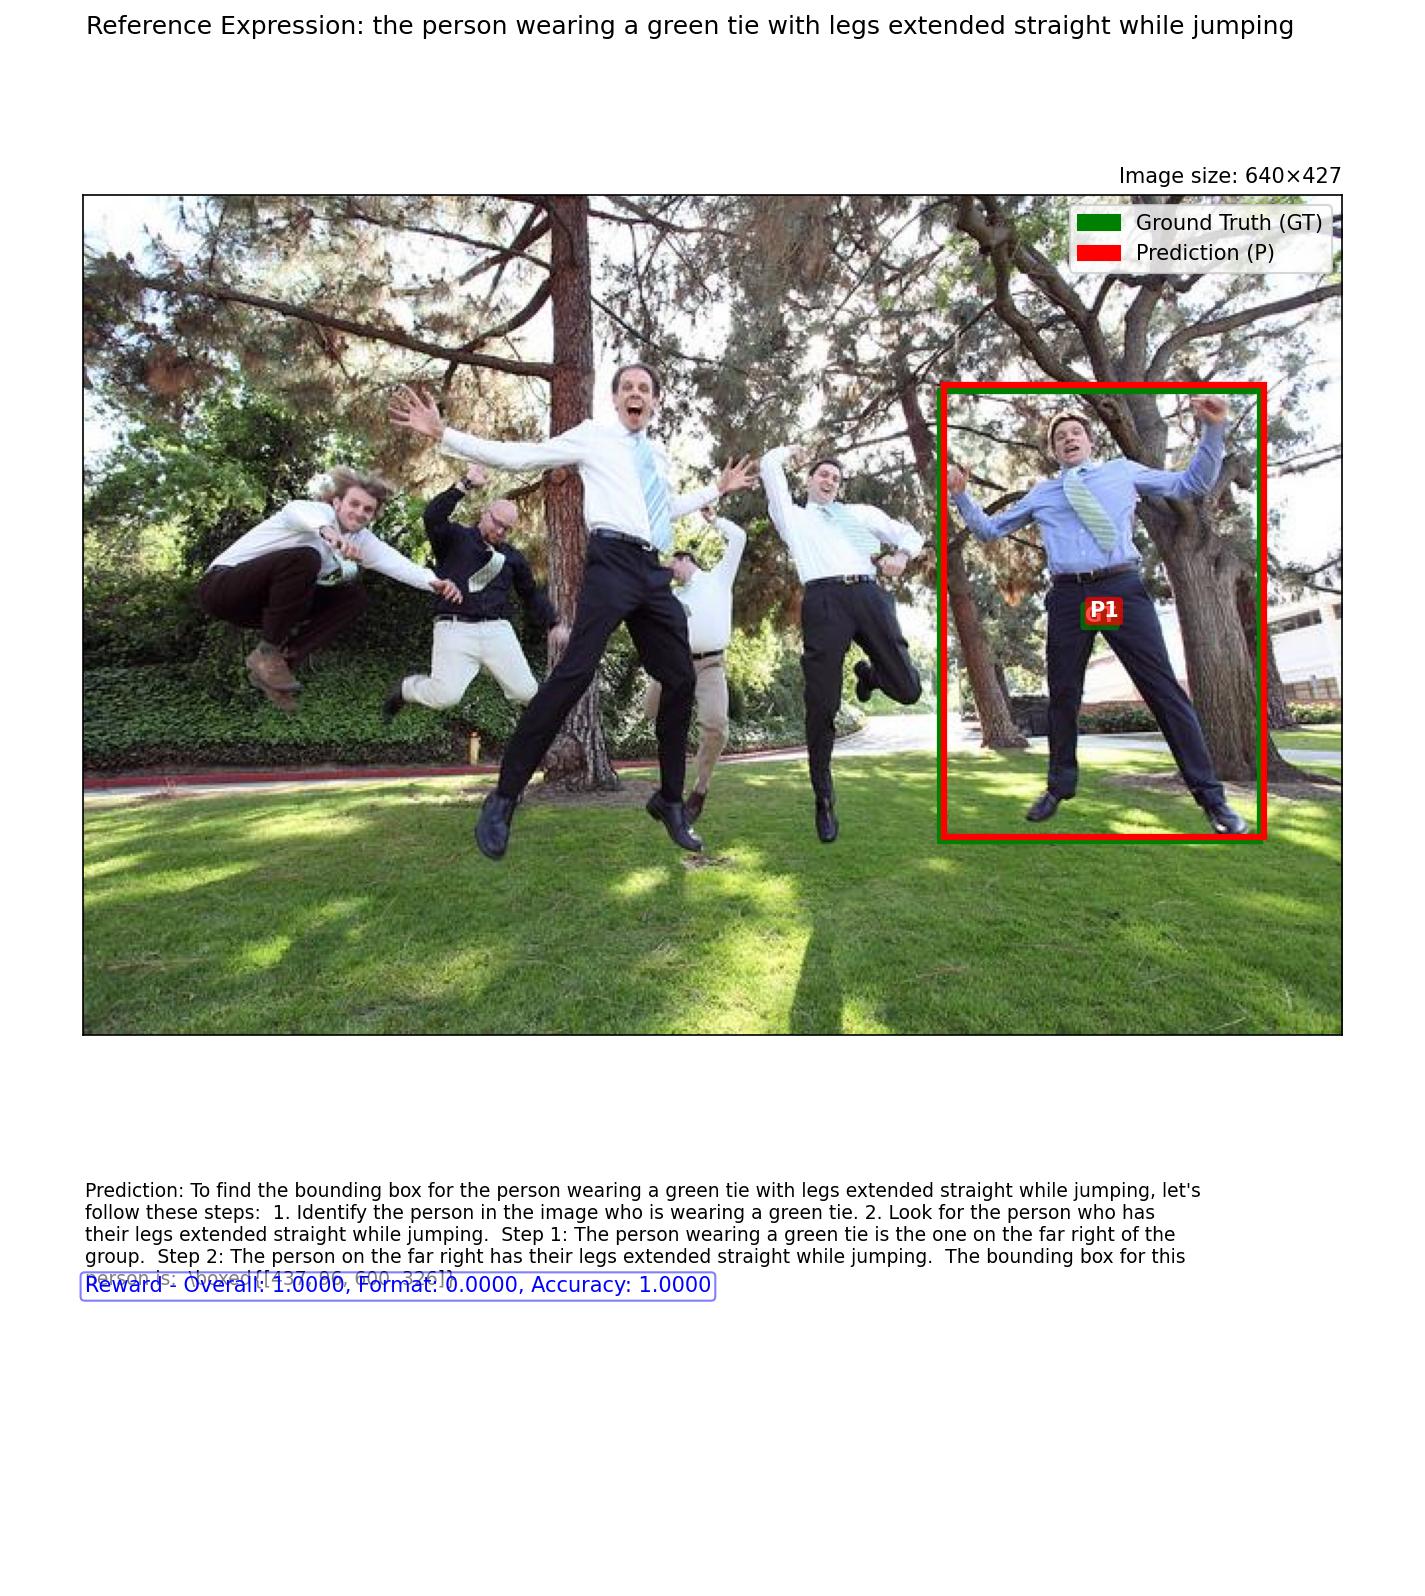 Reference Expression: the person wearing a green tie with legs extended straight while jumping
Image size: 640×427
Ground Truth (GT)
Prediction (P)
P1
Prediction: To find the bounding box for the person wearing a green tie with legs extended straight while jumping, let's
follow these steps:  1. Identify the person in the image who is wearing a green tie. 2. Look for the person who has
their legs extended straight while jumping.  Step 1: The person wearing a green tie is the one on the far right of the
group.  Step 2: The person on the far right has their legs extended straight while jumping.  The bounding box for this
person is:  \boxed{[437, 96, 600, 326]}
Reward - Overall: 1.0000, Format: 0.0000, Accuracy: 1.0000